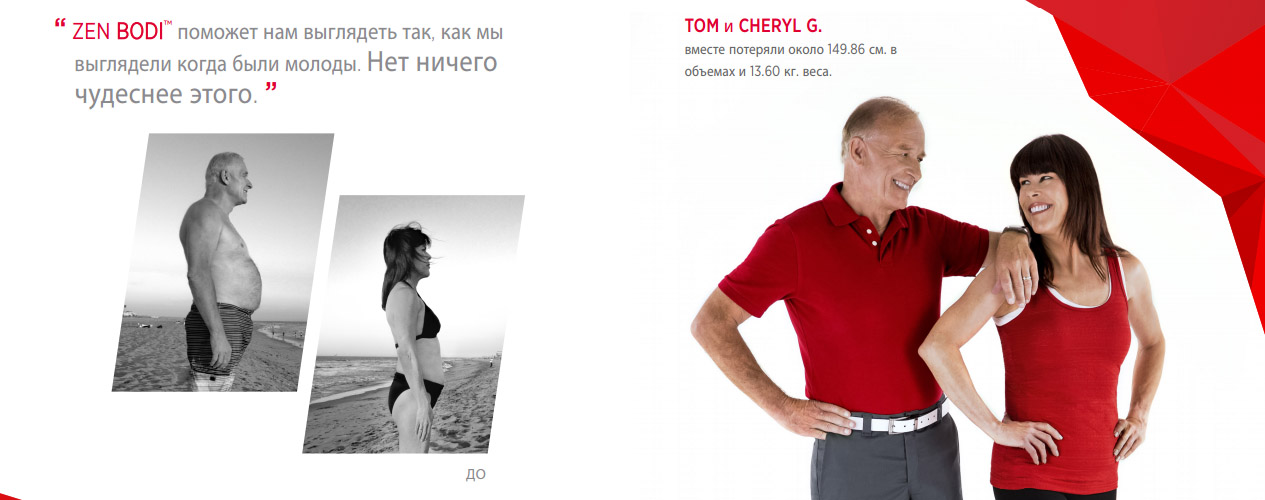 “ ZEN BODI™ поможет нам выглядеть так, как мы
выглядели когда были молоды. Нет ничего
чудеснее этого. ”
ДО
TOM и CHERYL G.
вместе потеряли около 149.86 см. в
объемах и 13.60 кг. веса.